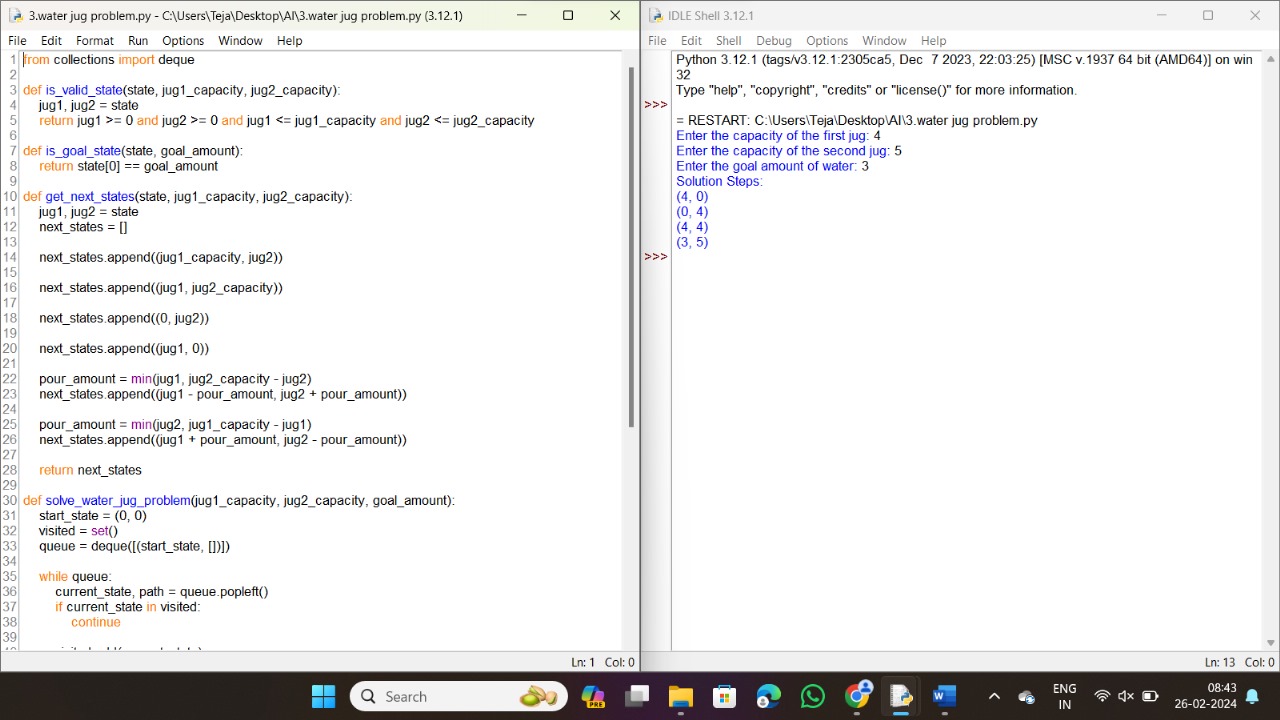 3.water jug problem.py - C:\Users\Teja\Desktop\AI\3.water jug problem.py (3.12.1)
File Edit Format Run Options Window Help
1 from collections import deque
2
3 def is_valid_state(state, jug1_capacity, jug2_capacity):
4 jug1, jug2 = state
5 return jug1 >= 0 and jug2 >= 0 and jug1 <= jug1_capacity and jug2 <= jug2_capacity
6
7 def is_goal_state(state, goal_amount):
8 return state[0] == goal_amount
9
10 def get_next_states(state, jug1_capacity, jug2_capacity):
11 jug1, jug2 = state
12 next_states = []
13
14 next_states.append((jug1_capacity, jug2))
15
16 next_states.append((jug1, jug2_capacity))
17
18 next_states.append((0, jug2))
19
20 next_states.append((jug1, 0))
21
22 pour_amount = min(jug1, jug2_capacity - jug2)
23 next_states.append((jug1 - pour_amount, jug2 + pour_amount))
24
25 pour_amount = min(jug2, jug1_capacity - jug1)
26 next_states.append((jug1 + pour_amount, jug2 - pour_amount))
27
28 return next_states
29
30 def solve_water_jug_problem(jug1_capacity, jug2_capacity, goal_amount):
31 start_state = (0, 0)
32 visited = set()
33 queue = deque([(start_state, [])])
34
35 while queue:
36 current_state, path = queue.popleft()
37 if current_state in visited:
38 continue
39
Ln: 1 Col: 0
IDLE Shell 3.12.1
File Edit Shell Debug Options Window Help
Python 3.12.1 (tags/v3.12.1:2305ca5, Dec 7 2023, 22:03:25) [MSC v.1937 64 bit (AMD64)] on win
32
Type "help", "copyright", "credits" or "license()" for more information.
>>>
= RESTART: C:\Users\Teja\Desktop\AI\3.water jug problem.py
Enter the capacity of the first jug: 4
Enter the capacity of the second jug: 5
Enter the goal amount of water: 3
Solution Steps:
(4, 0)
(0, 4)
(4, 4)
(3, 5)
>>>
Ln: 13 Col: 0
Search
PRE
W
ENG
IN
08:43
26-02-2024